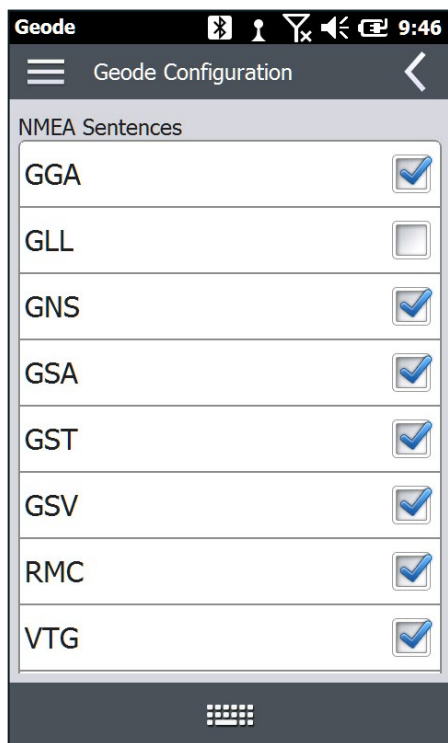 Geode 9:46
Geode Configuration
NMEA Sentences
GGA
GLL
GNS
GSA
GST
GSV
RMC
VTG